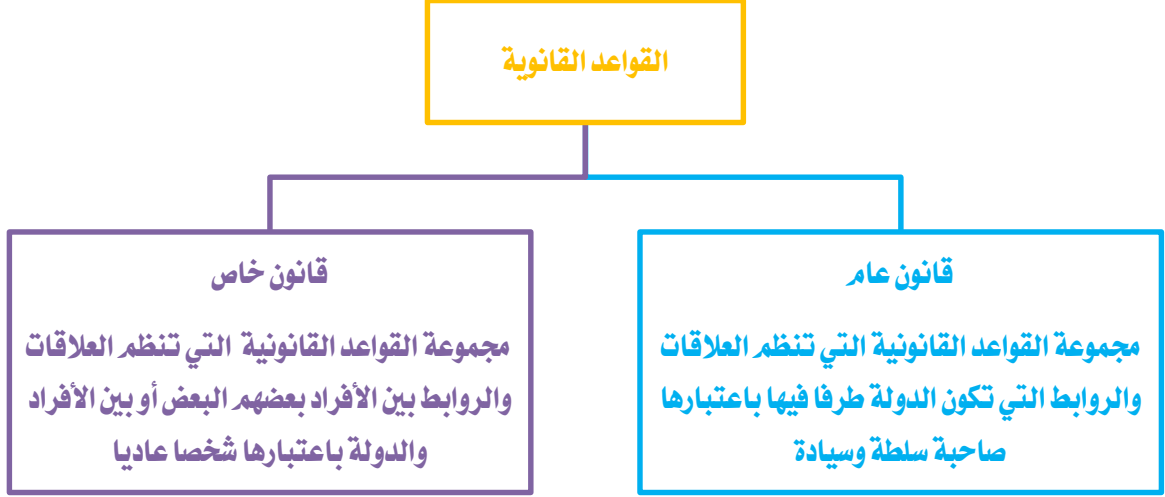 القواعد القانوية
قانون عام
مجموعة القواعد القانونية التي تنظم العلاقات
والروابط التي تكون الدولة طرفا فيها باعتبارها
صاحبة سلطة وسيادة
قانون خاص
مجموعة القواعد القانونية التي تنظم العلاقات
والروابط بين الأفراد بعضهم البعض أو بين الأفراد
والدولة باعتبارها شخصا عاديا